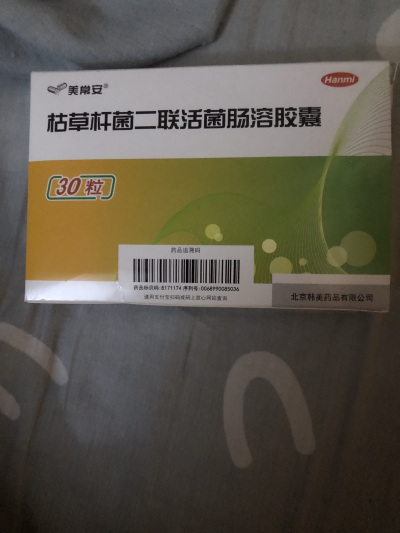 美常安®
Hanmi
枯草杆菌二联活菌肠溶胶囊
30粒
药品追溯码
北京韩美药品有限公司